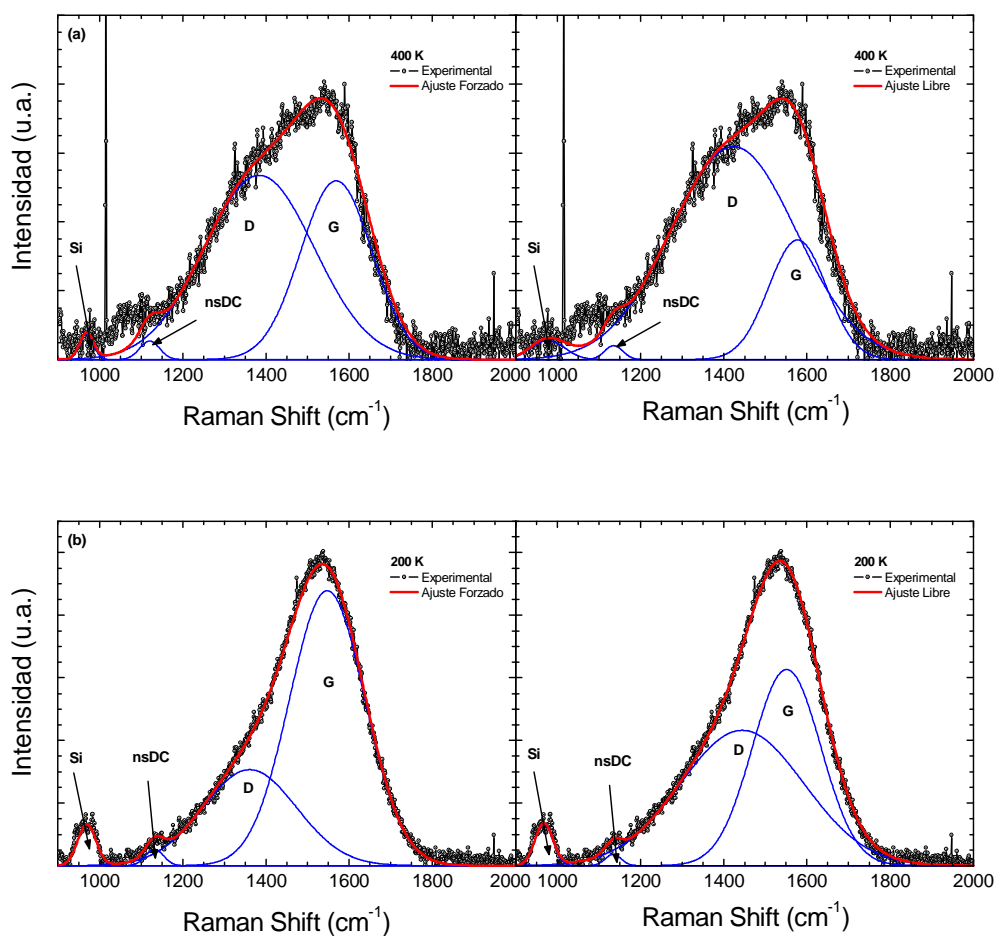 (a)
400 K
Experimental
Ajuste Forzado
D
G
Si
nsDC
Intensidad (u.a.)
1000 1200 1400 1600 1800 2000
Raman Shift (cm⁻¹)
400 K
Experimental
Ajuste Libre
D
G
Si
nsDC
1000 1200 1400 1600 1800 2000
Raman Shift (cm⁻¹)
(b)
200 K
Experimental
Ajuste Forzado
G
D
Si
nsDC
Intensidad (u.a.)
1000 1200 1400 1600 1800 2000
Raman Shift (cm⁻¹)
200 K
Experimental
Ajuste Libre
G
D
Si
nsDC
1000 1200 1400 1600 1800 2000
Raman Shift (cm⁻¹)